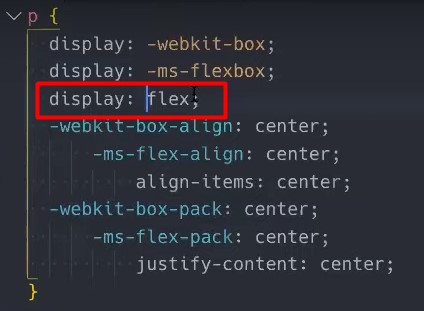 p {
display: -webkit-box;
display: -ms-flexbox;
display: flex;
-webkit-box-align: center;
-ms-flex-align: center;
align-items: center;
-webkit-box-pack: center;
-ms-flex-pack: center;
justify-content: center;
}